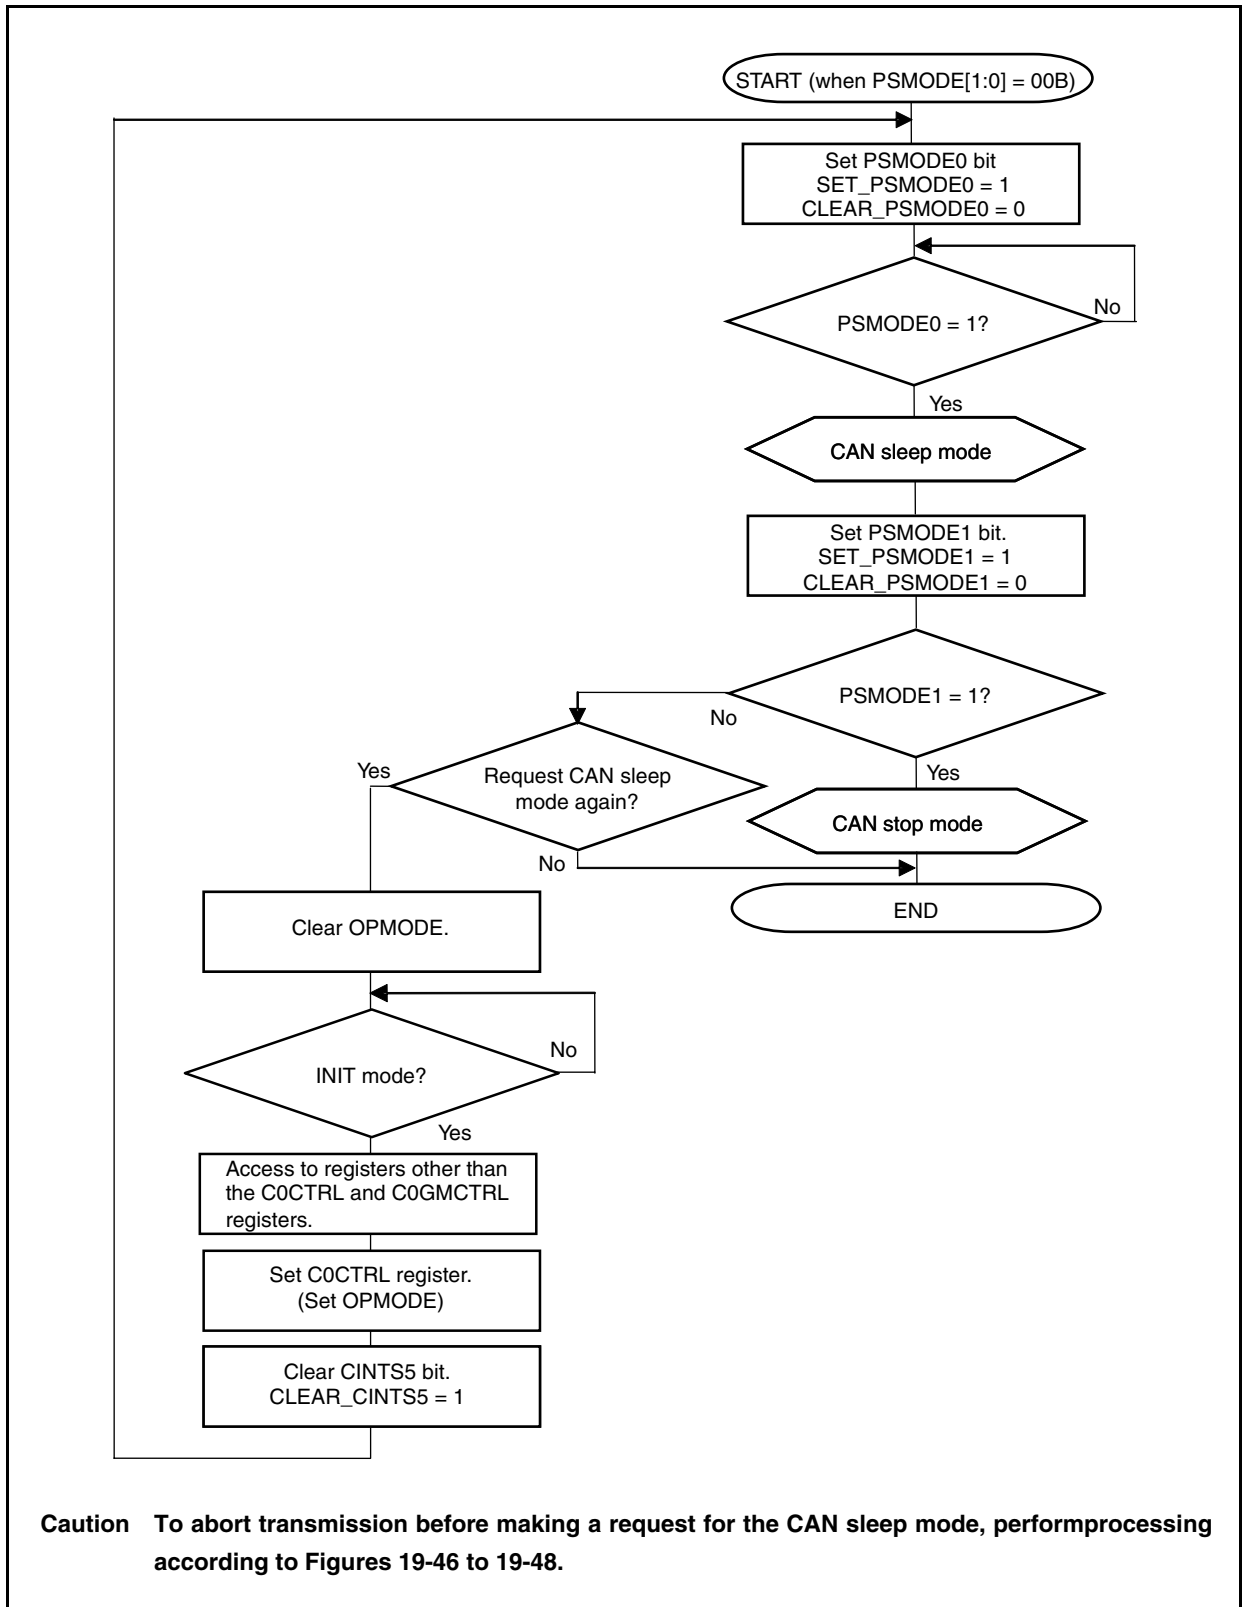 START (when PSMODE[1:0] = 00B)
Set PSMODE0 bit
SET_PSMODE0 = 1
CLEAR_PSMODE0 = 0
No
PSMODE0 = 1?
Yes
CAN sleep mode
Set PSMODE1 bit.
SET_PSMODE1 = 1
CLEAR_PSMODE1 = 0
PSMODE1 = 1?
No
Yes
Yes
Request CAN sleep
mode again?
CAN stop mode
No
END
Clear OPMODE.
No
INIT mode?
Yes
Access to registers other than
the C0CTRL and C0GMCTRL
registers.
Set C0CTRL register.
(Set OPMODE)
Clear CINTS5 bit.
CLEAR_CINTS5 = 1
Caution To abort transmission before making a request for the CAN sleep mode, performprocessing
according to Figures 19-46 to 19-48.